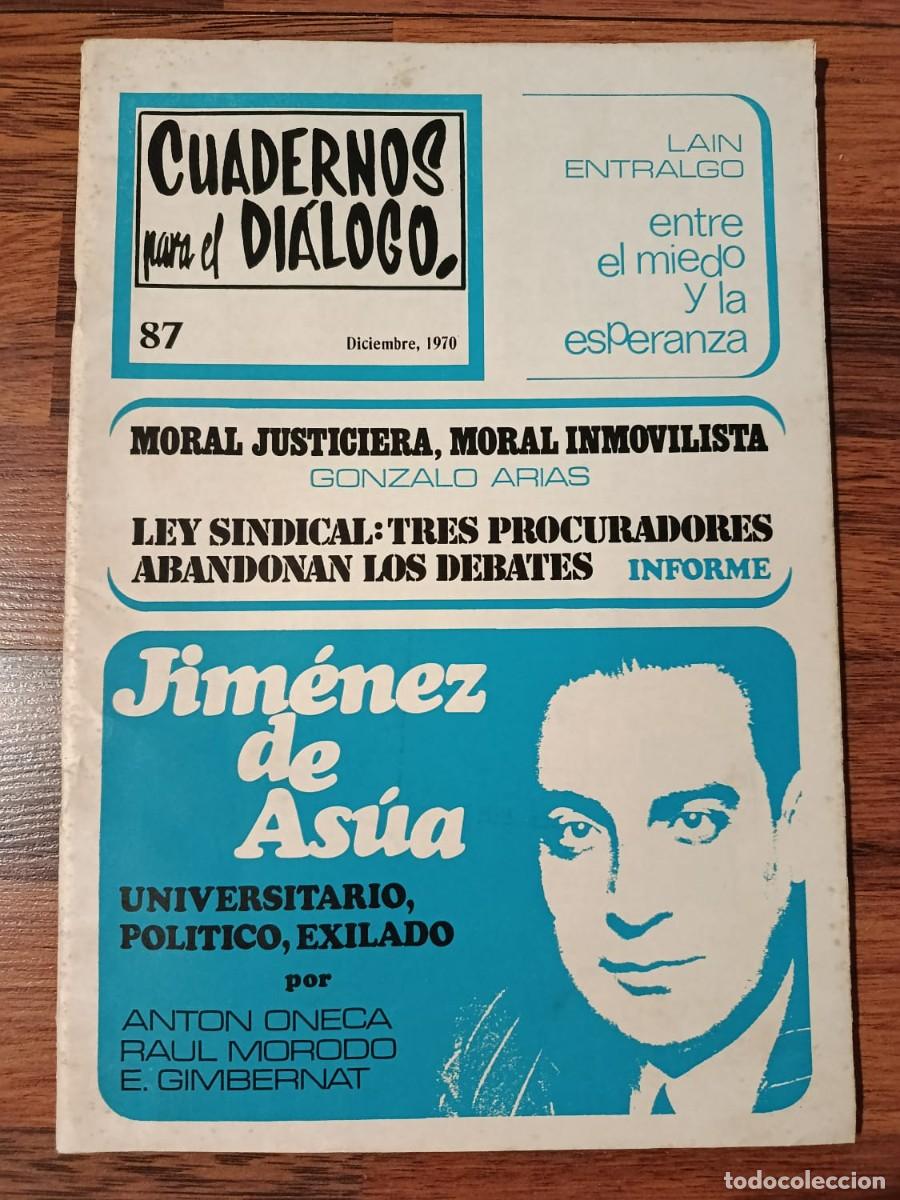 CUADERNOS
para el DIÁLOGO.
87
Diciembre, 1970
LAIN
ENTRALGO
entre
el miedo
y la
esperanza
MORAL JUSTICIERA, MORAL INMOVILISTA
GONZALO ARIAS
LEY SINDICAL: TRES PROCURADORES
ABANDONAN LOS DEBATES INFORME
Jiménez
de
Asúa
UNIVERSITARIO,
POLITICO, EXILADO
por
ANTON ONECA
RAUL MORODO
E. GIMBERNAT
todocoleccion